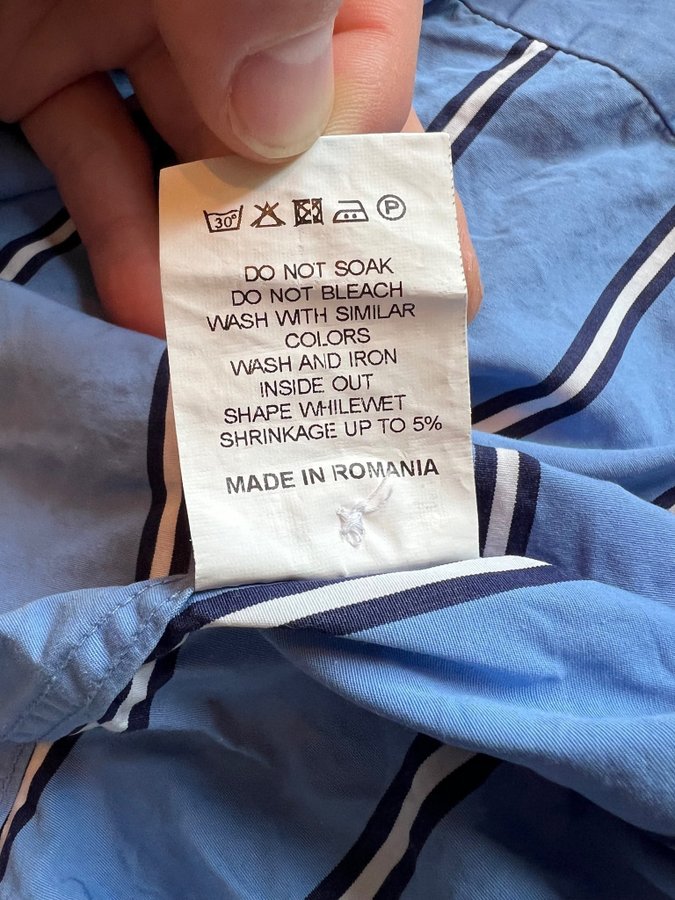 30° P
DO NOT SOAK
DO NOT BLEACH
WASH WITH SIMILAR
COLORS
WASH AND IRON
INSIDE OUT
SHAPE WHILEWET
SHRINKAGE UP TO 5%
MADE IN ROMANIA